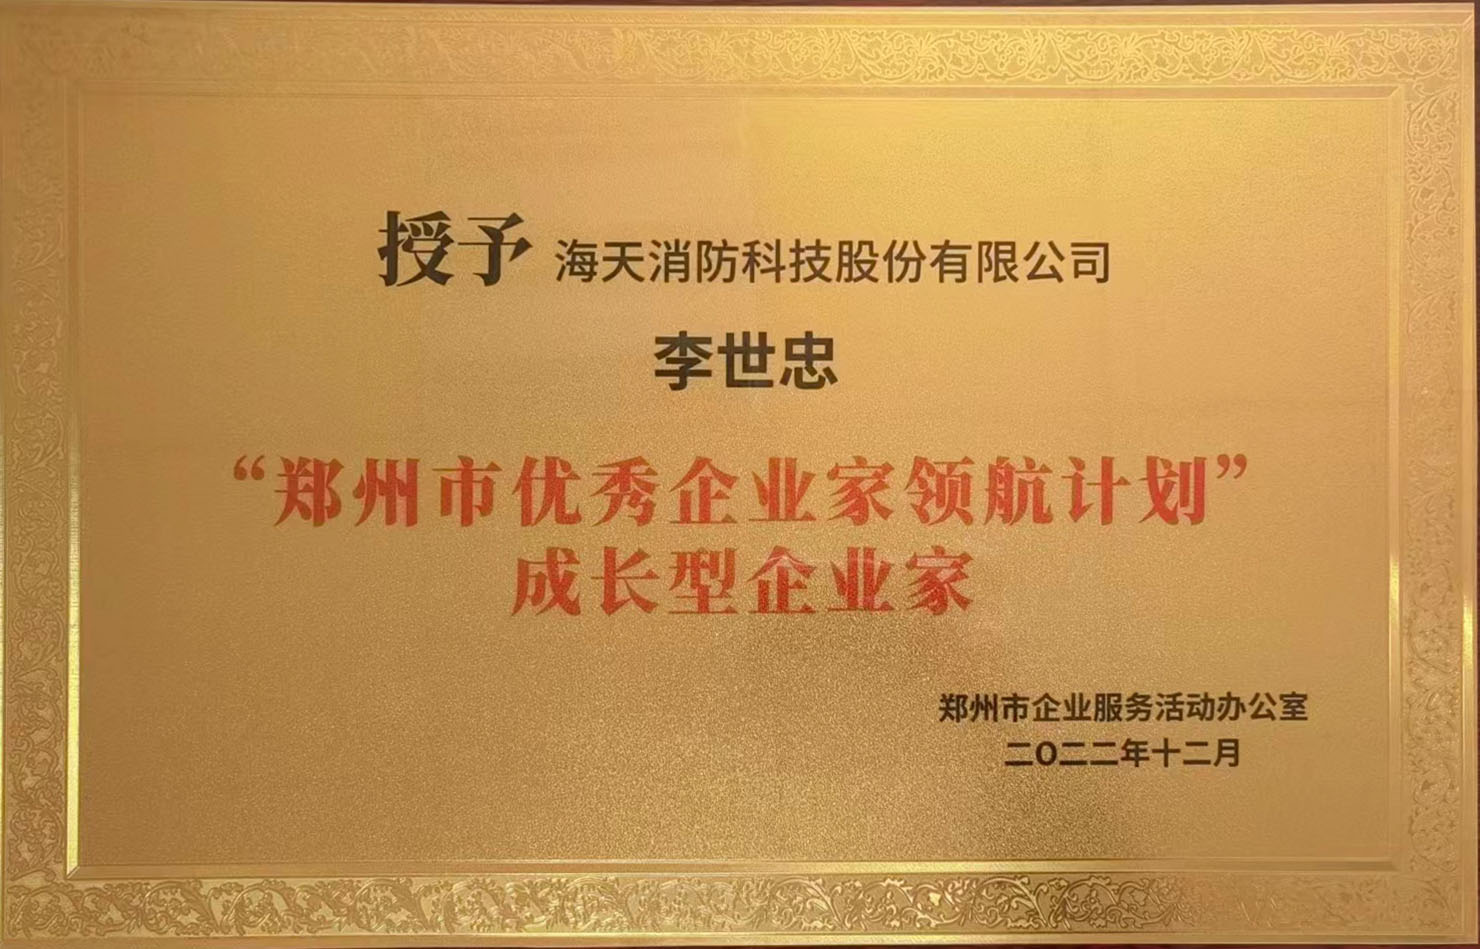 授予 海天消防科技股份有限公司
李世忠
“郑州市优秀企业家领航计划”
成长型企业家
郑州市企业服务活动办公室
二O二二年十二月